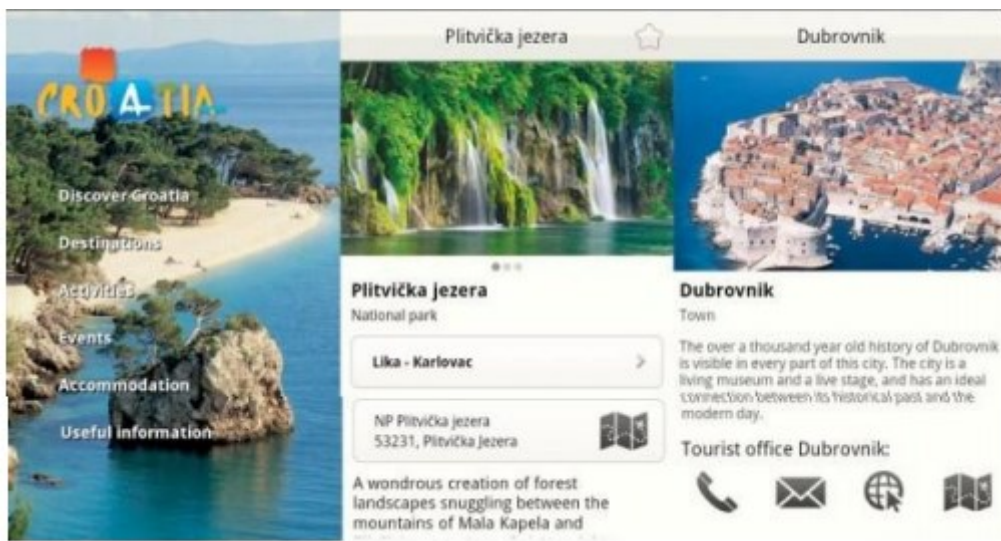 CROATIA
Discover Croatia
Destinations
Activities
Events
Accommodation
Useful information
Plitvička jezera
Plitvička jezera
National park
Lika - Karlovac
NP Plitvička jezera
53231, Plitvička Jezera
A wondrous creation of forest
landscapes snuggling between the
mountains of Mala Kapela and
Dubrovnik
Dubrovnik
Town
The over a thousand year old history of Dubrovnik
is visible in every part of this city. The city is a
living museum and a live stage, and has an ideal
connection between its historical past and the
modern day.
Tourist office Dubrovnik: